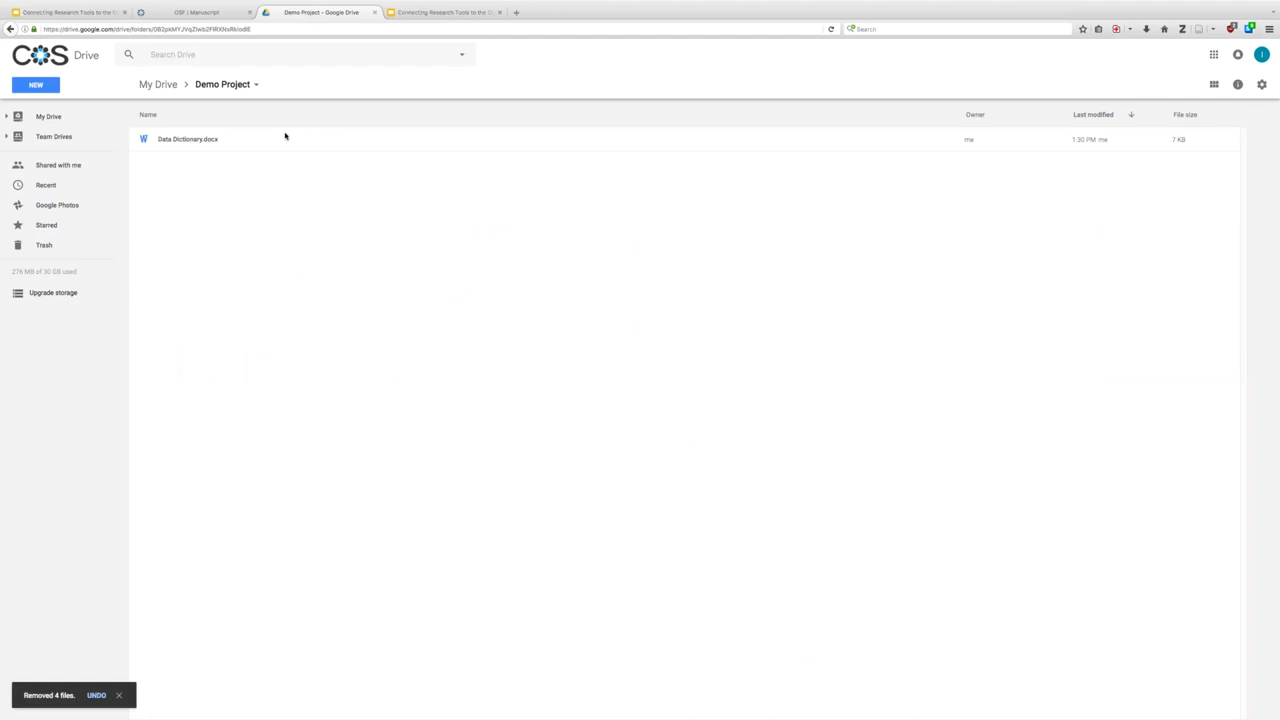 Connecting Research Tools to the
OSF | Manuscript
Demo Project - Google Drive
Connecting Research Tools to the
Search
COS Drive
Search Drive
NEW
My Drive > Demo Project
Name
Owner
Last modified
File size
My Drive
Team Drives
Shared with me
Recent
Google Photos
Starred
Trash
276 MB of 30 GB used
Upgrade storage
Data Dictionary.docx
me
1:30 PM me
7 KB
Removed 4 files. UNDO